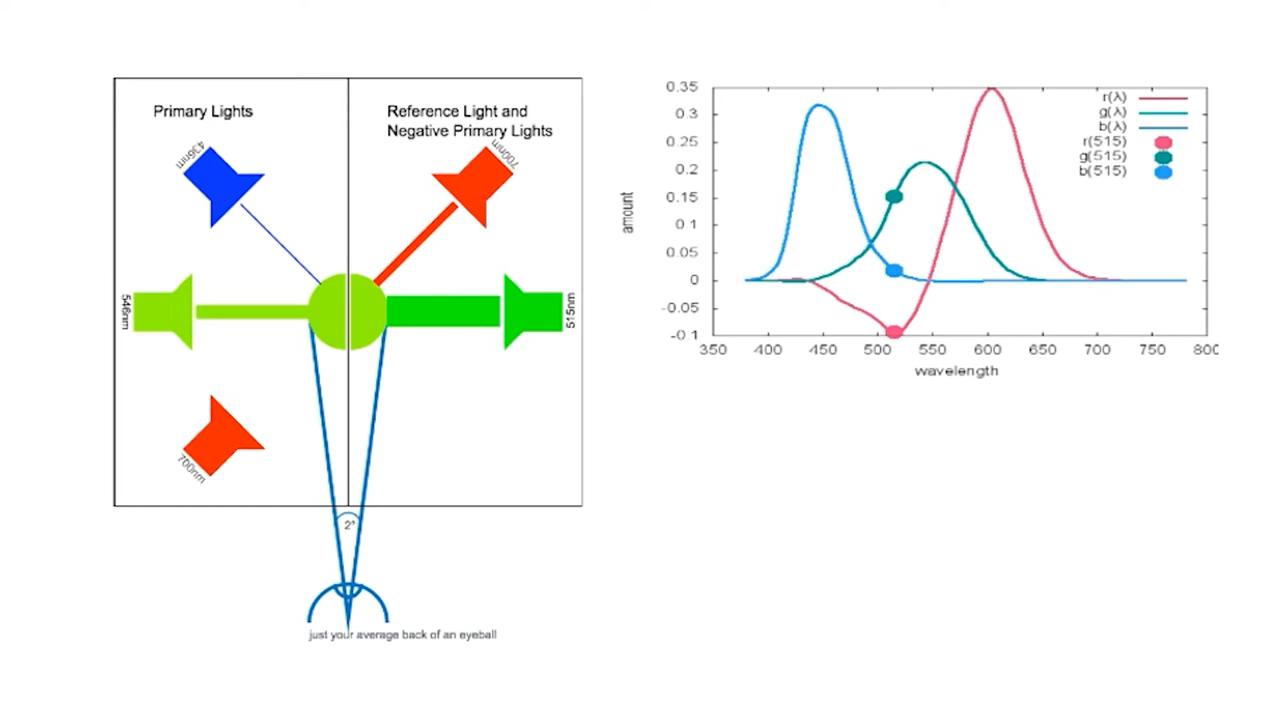 Primary Lights
Reference Light and
Negative Primary Lights
436nm
700nm
546nm
515nm
700nm
2°
just your average back of an eyeball
0.35
0.3
0.25
0.2
0.15
0.1
0.05
0
-0.05
-0.1
amount
350 400 450 500 550 600 650 700 750 800
wavelength
r(λ)
g(λ)
b(λ)
r(515)
g(515)
b(515)